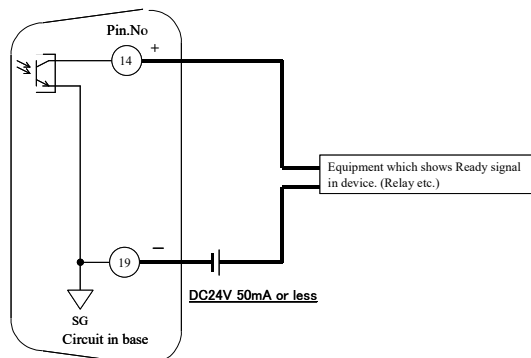 Pin.No
14
+
Equipment which shows Ready signal
in device. (Relay etc.)
19
−
DC24V 50mA or less
SG
Circuit in base